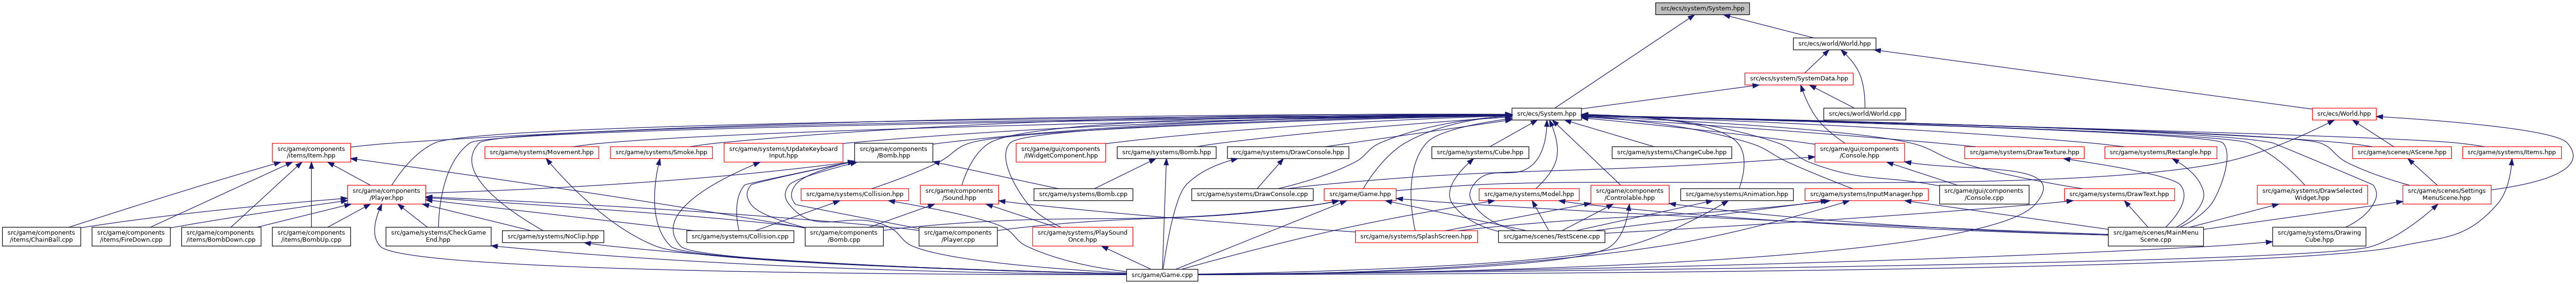 src/ecs/system/System.hpp
src/ecs/world/World.hpp
src/ecs/system/SystemData.hpp
src/ecs/System.hpp
src/ecs/world/World.cpp
src/ecs/World.hpp
src/game/components
/items/Item.hpp
src/game/systems/Movement.hpp
src/game/systems/Smoke.hpp
src/game/systems/UpdateKeyboard
Input.hpp
src/game/components
/Bomb.hpp
src/game/gui/components
/IWidgetComponent.hpp
src/game/systems/Bomb.hpp
src/game/systems/DrawConsole.hpp
src/game/systems/Cube.hpp
src/game/systems/ChangeCube.hpp
src/game/gui/components
/Console.hpp
src/game/systems/DrawTexture.hpp
src/game/systems/Rectangle.hpp
src/game/scenes/AScene.hpp
src/game/systems/Items.hpp
src/game/components
/Player.hpp
src/game/systems/Collision.hpp
src/game/components
/Sound.hpp
src/game/systems/Bomb.cpp
src/game/systems/DrawConsole.cpp
src/game/Game.hpp
src/game/systems/Model.hpp
src/game/components
/Controlable.hpp
src/game/systems/Animation.hpp
src/game/systems/InputManager.hpp
src/game/gui/components
/Console.cpp
src/game/systems/DrawText.hpp
src/game/systems/DrawSelected
Widget.hpp
src/game/scenes/Settings
MenuScene.hpp
src/game/components
/items/ChainBall.cpp
src/game/components
/items/FireDown.cpp
src/game/components
/items/BombDown.cpp
src/game/components
/items/BombUp.cpp
src/game/systems/CheckGame
End.hpp
src/game/systems/NoClip.hpp
src/game/systems/Collision.cpp
src/game/components
/Bomb.cpp
src/game/components
/Player.cpp
src/game/systems/PlaySound
Once.hpp
src/game/systems/SplashScreen.hpp
src/game/scenes/TestScene.cpp
src/game/scenes/MainMenu
Scene.cpp
src/game/systems/Drawing
Cube.hpp
src/game/Game.cpp